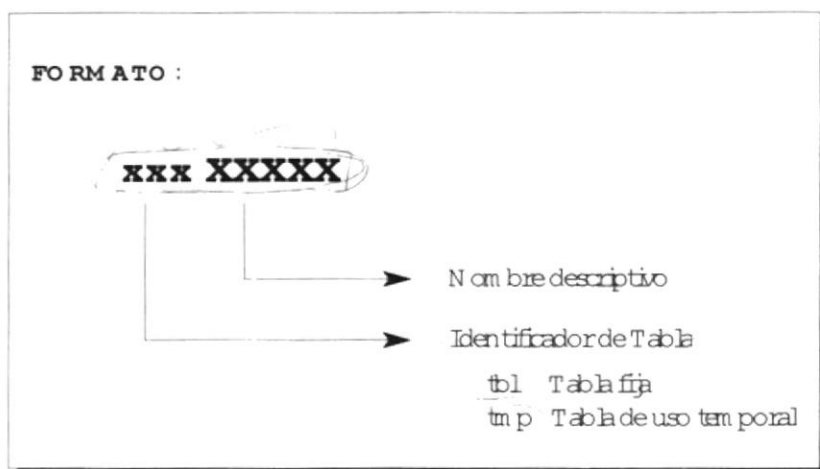 FORMATO :
xxx XXXXX
Nombre descriptivo
Identificador de Tabla
tbl Tabla fija
tmp Tabla de uso temporal